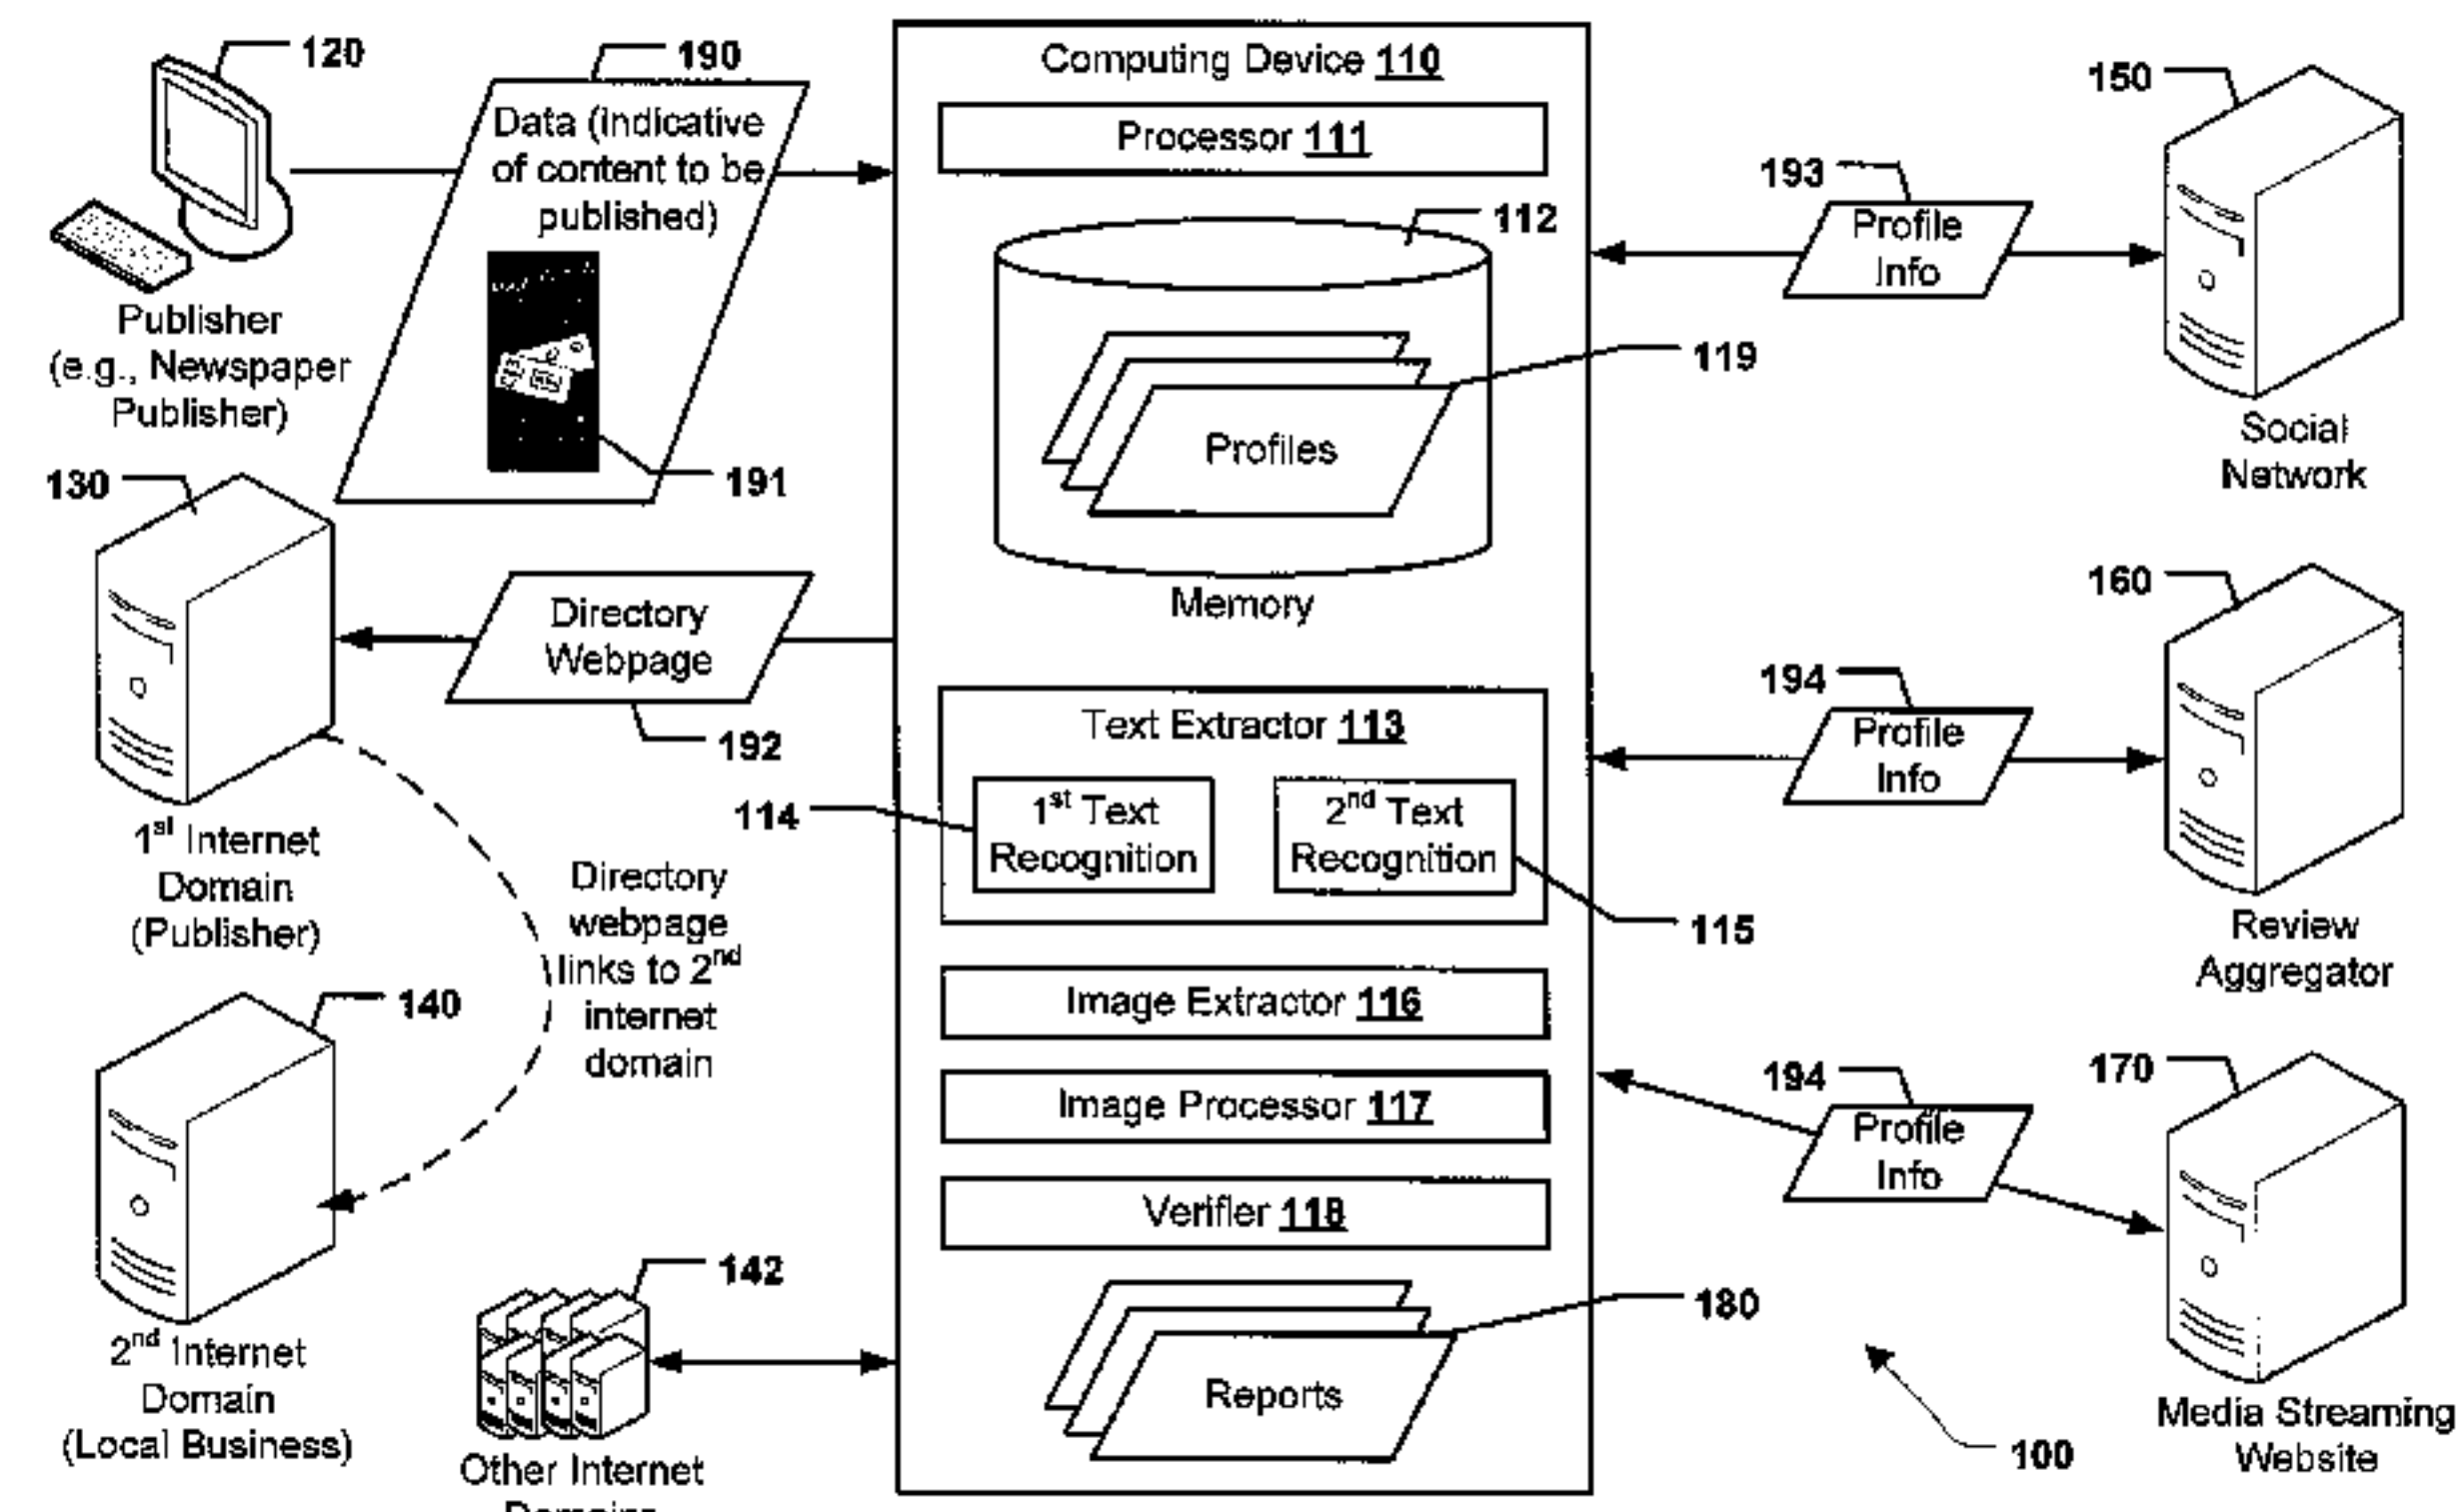 120
Publisher
(e.g., Newspaper
Publisher)
190
Data (indicative
of content to be
published)
191
130
1st Internet
Domain
(Publisher)
Directory
Webpage
192
Directory
webpage
links to 2nd
internet
domain
140
2nd Internet
Domain
(Local Business)
142
Other Internet
Computing Device 110
Processor 111
112
119
Profiles
Memory
Text Extractor 113
114
1st Text
Recognition
2nd Text
Recognition
115
Image Extractor 116
Image Processor 117
Verifier 118
180
Reports
193
Profile
Info
150
Social
Network
194
Profile
Info
160
Review
Aggregator
194
Profile
Info
170
Media Streaming
Website
100